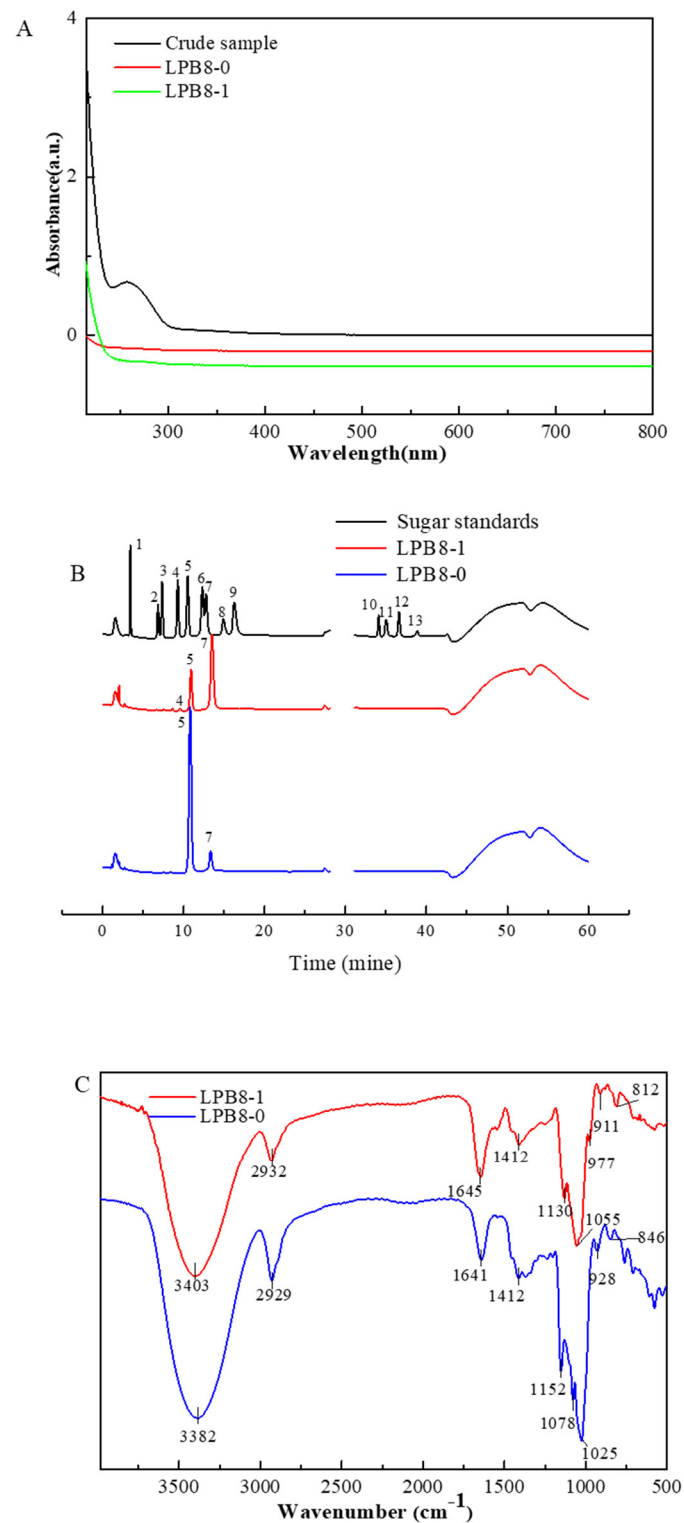 A
4
Crude sample
LPB8-0
LPB8-1
2
0
Absorbance(a.u.)
300 400 500 600 700 800
Wavelength(nm)
B
Sugar standards
LPB8-1
LPB8-0
1
2 3 4 5 6 7 8 9
10 11 12 13
4 5 7
5 7
0 10 20 30 40 50 60
Time (mine)
C
LPB8-1
LPB8-0
3403 2932 1645 1412 1130 1055 977 911 812
3382 2929 1641 1412 1152 1078 1025 928 846
3500 3000 2500 2000 1500 1000 500
Wavenumber (cm-1)